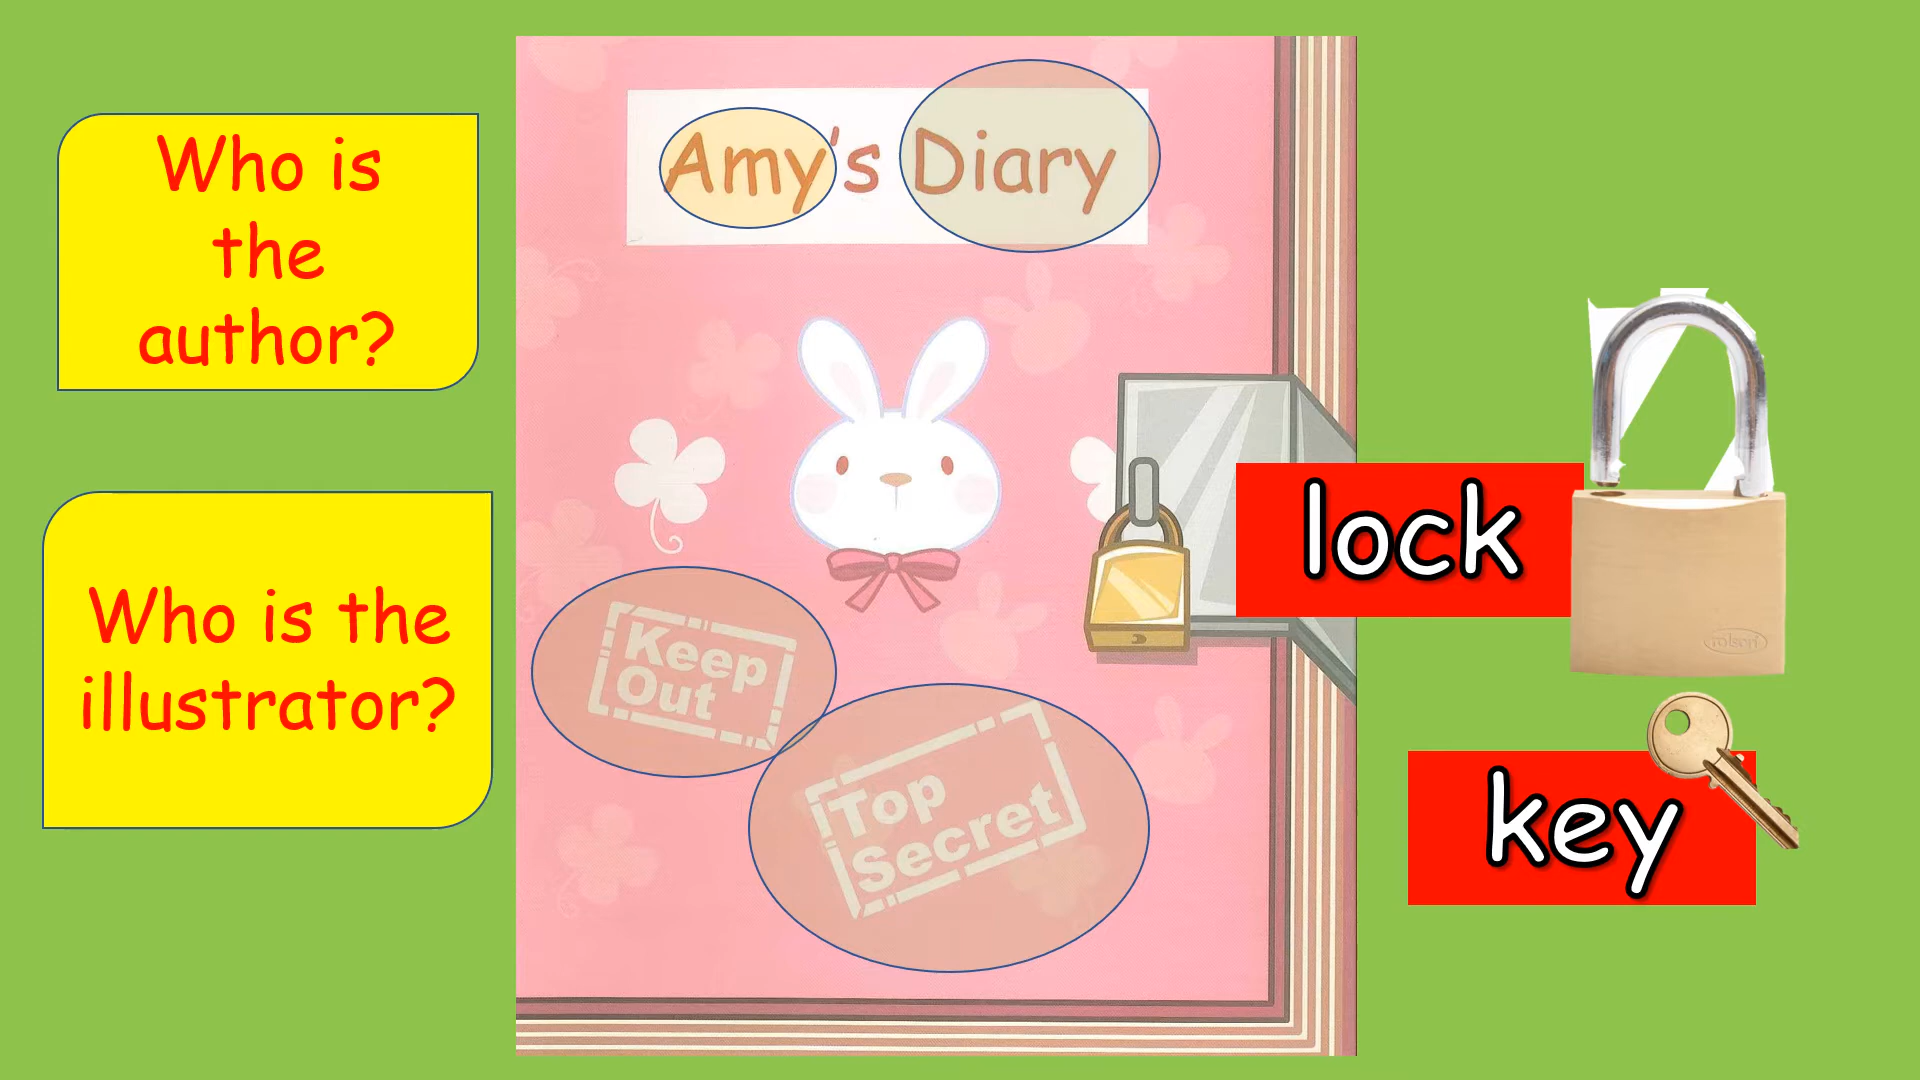 Who is
the
author?
Who is the
illustrator?
Amy's Diary
Keep
Out
Top
Secret
lock
key